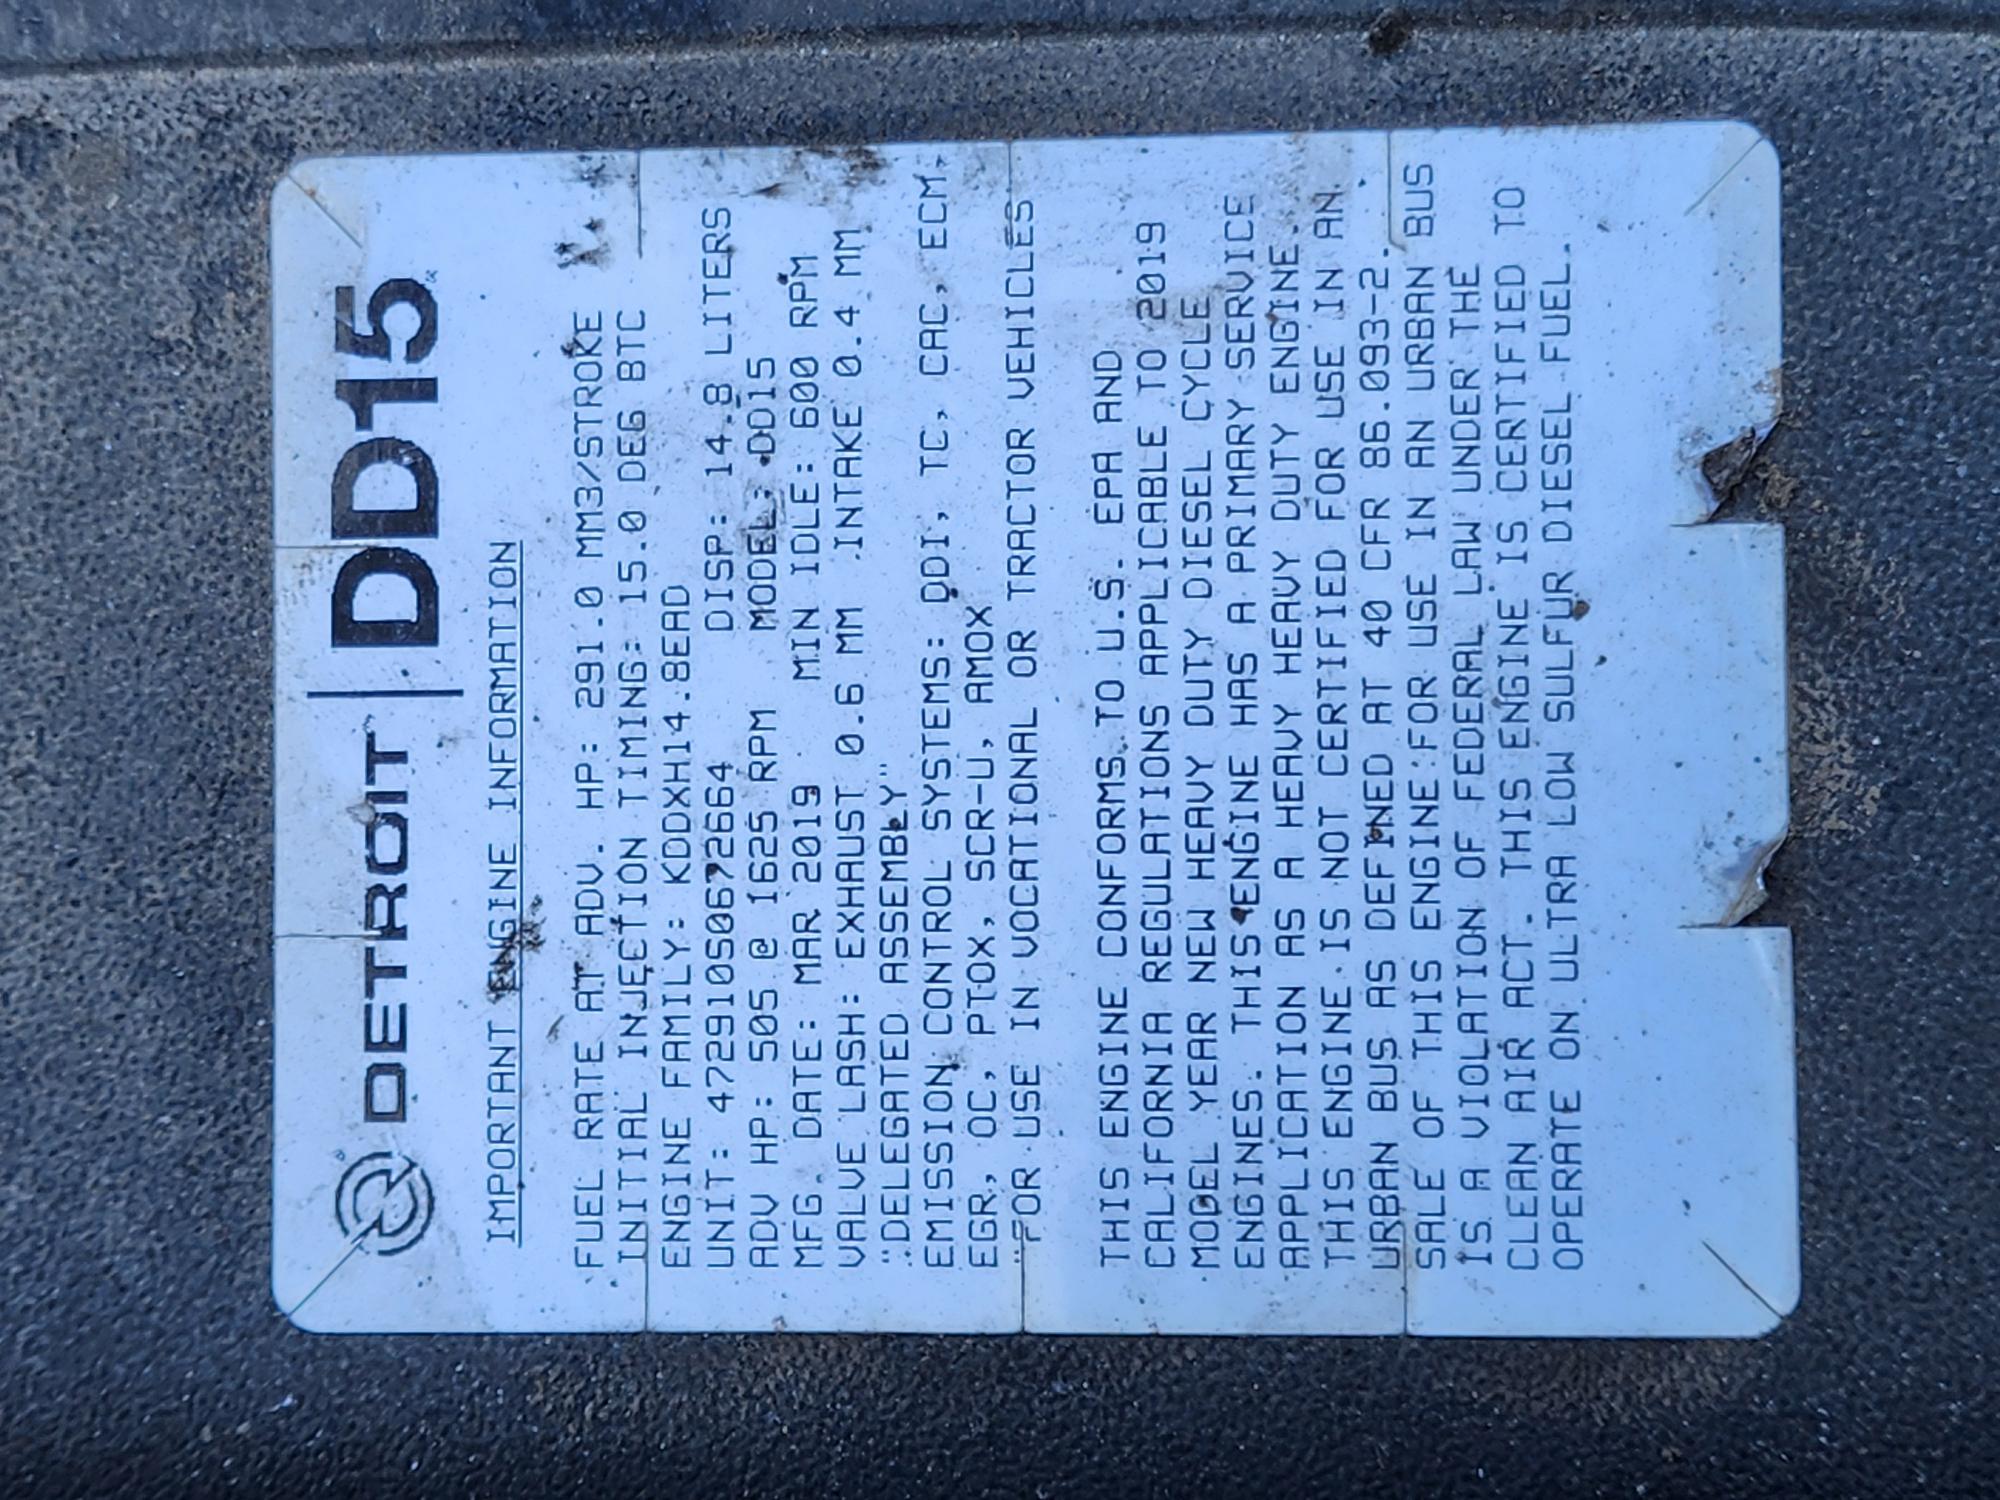 DETROIT™ | DD15®
IMPORTANT ENGINE INFORMATION
FUEL RATE AT ADV. HP: 291.0 MM3/STROKE
INITIAL INJECTION TIMING: 15.0 DEG BTC
ENGINE FAMILY: KDDXH14.8EAD
UNIT: 472910S0672664 DISP: 14.8 LITERS
ADV HP: 505 @ 1625 RPM MODEL: DD15
MFG. DATE: MAR 2019 MIN IDLE: 600 RPM
VALVE LASH: EXHAUST 0.6 MM INTAKE 0.4 MM
"DELEGATED ASSEMBLY"
EMISSION CONTROL SYSTEMS: DDI, TC, CAC, ECM,
EGR, OC, PTOX, SCR-U, AMOX
"FOR USE IN VOCATIONAL OR TRACTOR VEHICLES
THIS ENGINE CONFORMS TO U.S. EPA AND
CALIFORNIA REGULATIONS APPLICABLE TO 2019
MODEL YEAR NEW HEAVY DUTY DIESEL CYCLE
ENGINES. THIS ENGINE HAS A PRIMARY SERVICE
APPLICATION AS A HEAVY HEAVY DUTY ENGINE.
THIS ENGINE IS NOT CERTIFIED FOR USE IN AN
URBAN BUS AS DEFINED AT 40 CFR 86.093-2.
SALE OF THIS ENGINE FOR USE IN AN URBAN BUS
IS A VIOLATION OF FEDERAL LAW UNDER THE
CLEAN AIR ACT. THIS ENGINE IS CERTIFIED TO
OPERATE ON ULTRA LOW SULFUR DIESEL FUEL.